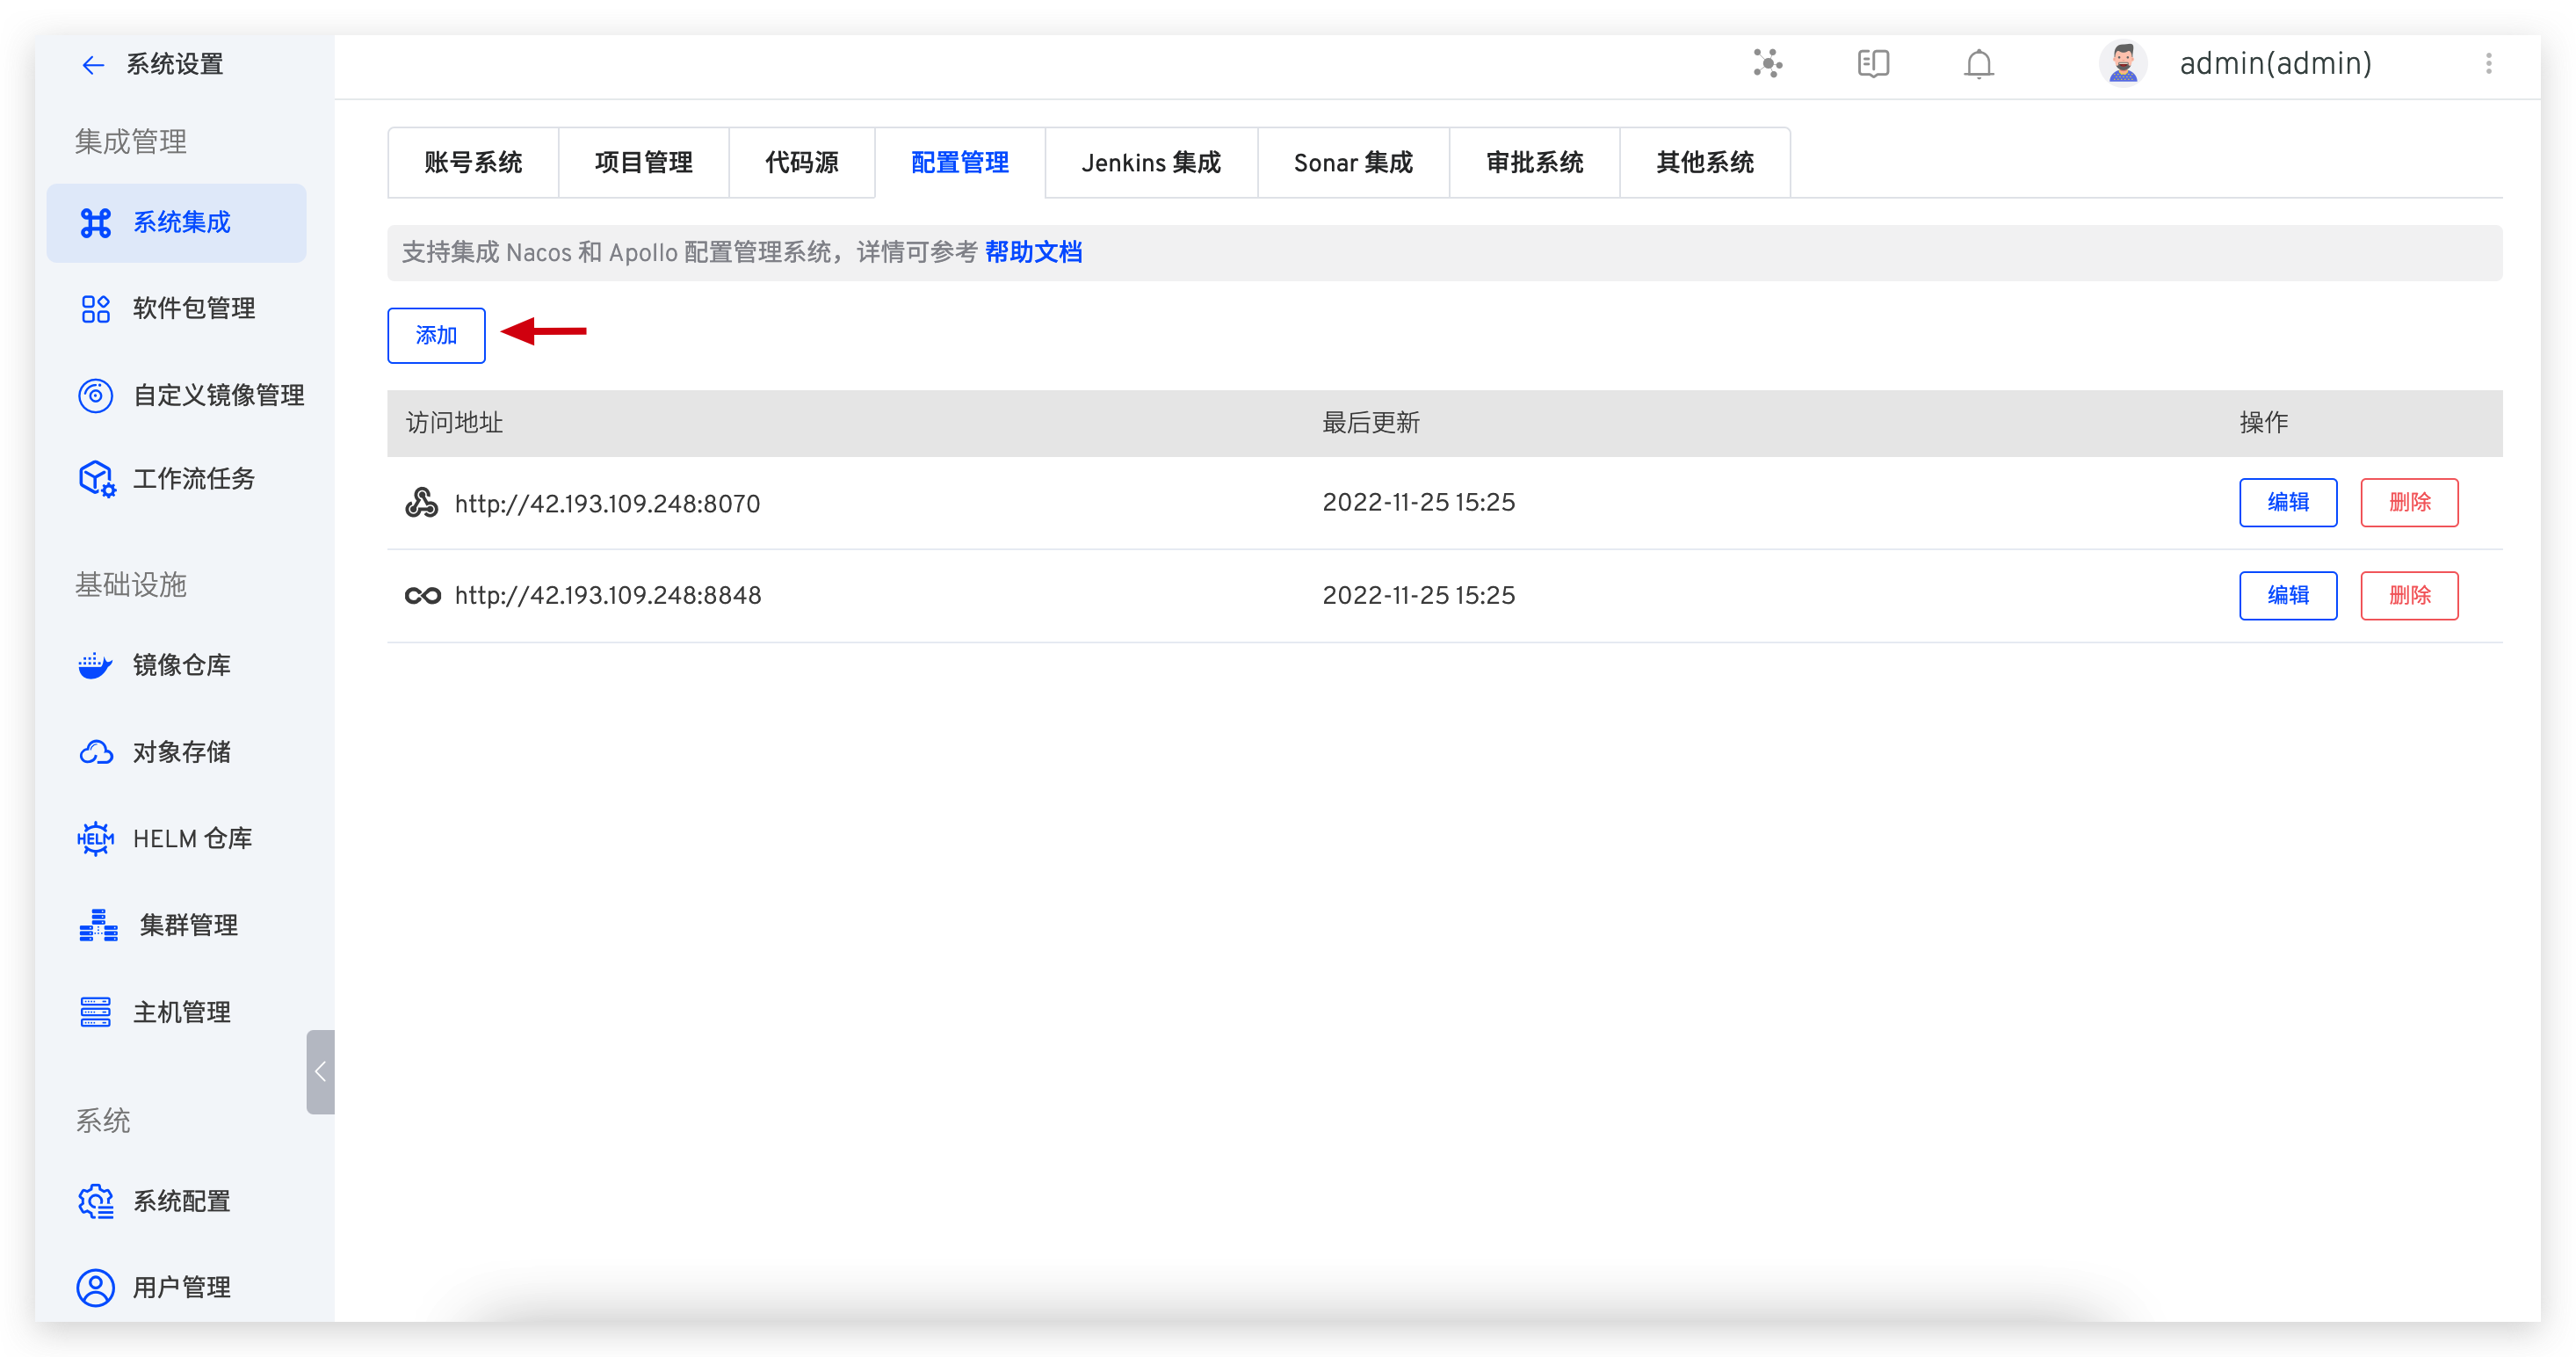 系统设置
admin(admin)
集成管理
系统集成
软件包管理
自定义镜像管理
工作流任务
基础设施
镜像仓库
对象存储
HELM
HELM 仓库
集群管理
主机管理
系统
系统配置
用户管理
账号系统 项目管理 代码源 配置管理 Jenkins 集成 Sonar 集成 审批系统 其他系统
支持集成 Nacos 和 Apollo 配置管理系统，详情可参考 帮助文档
添加
访问地址 最后更新 操作
http://42.193.109.248:8070 2022-11-25 15:25 编辑 删除
http://42.193.109.248:8848 2022-11-25 15:25 编辑 删除